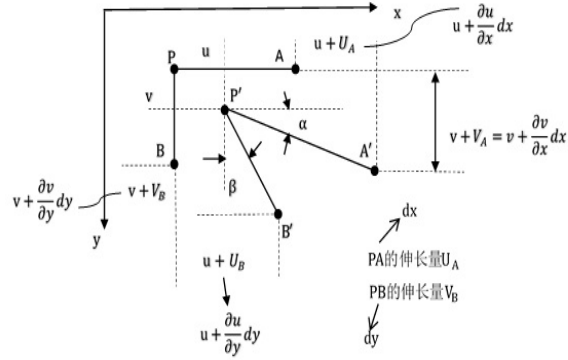 x
u + U_A
u + ∂u/∂x dx
P
u
A
v
P′
α
v + V_A = v + ∂v/∂x dx
B
A′
v + ∂v/∂y dy
v + V_B
β
y
B′
dx
u + U_B
PA的伸长量U_A
PB的伸长量V_B
u + ∂u/∂y dy
dy